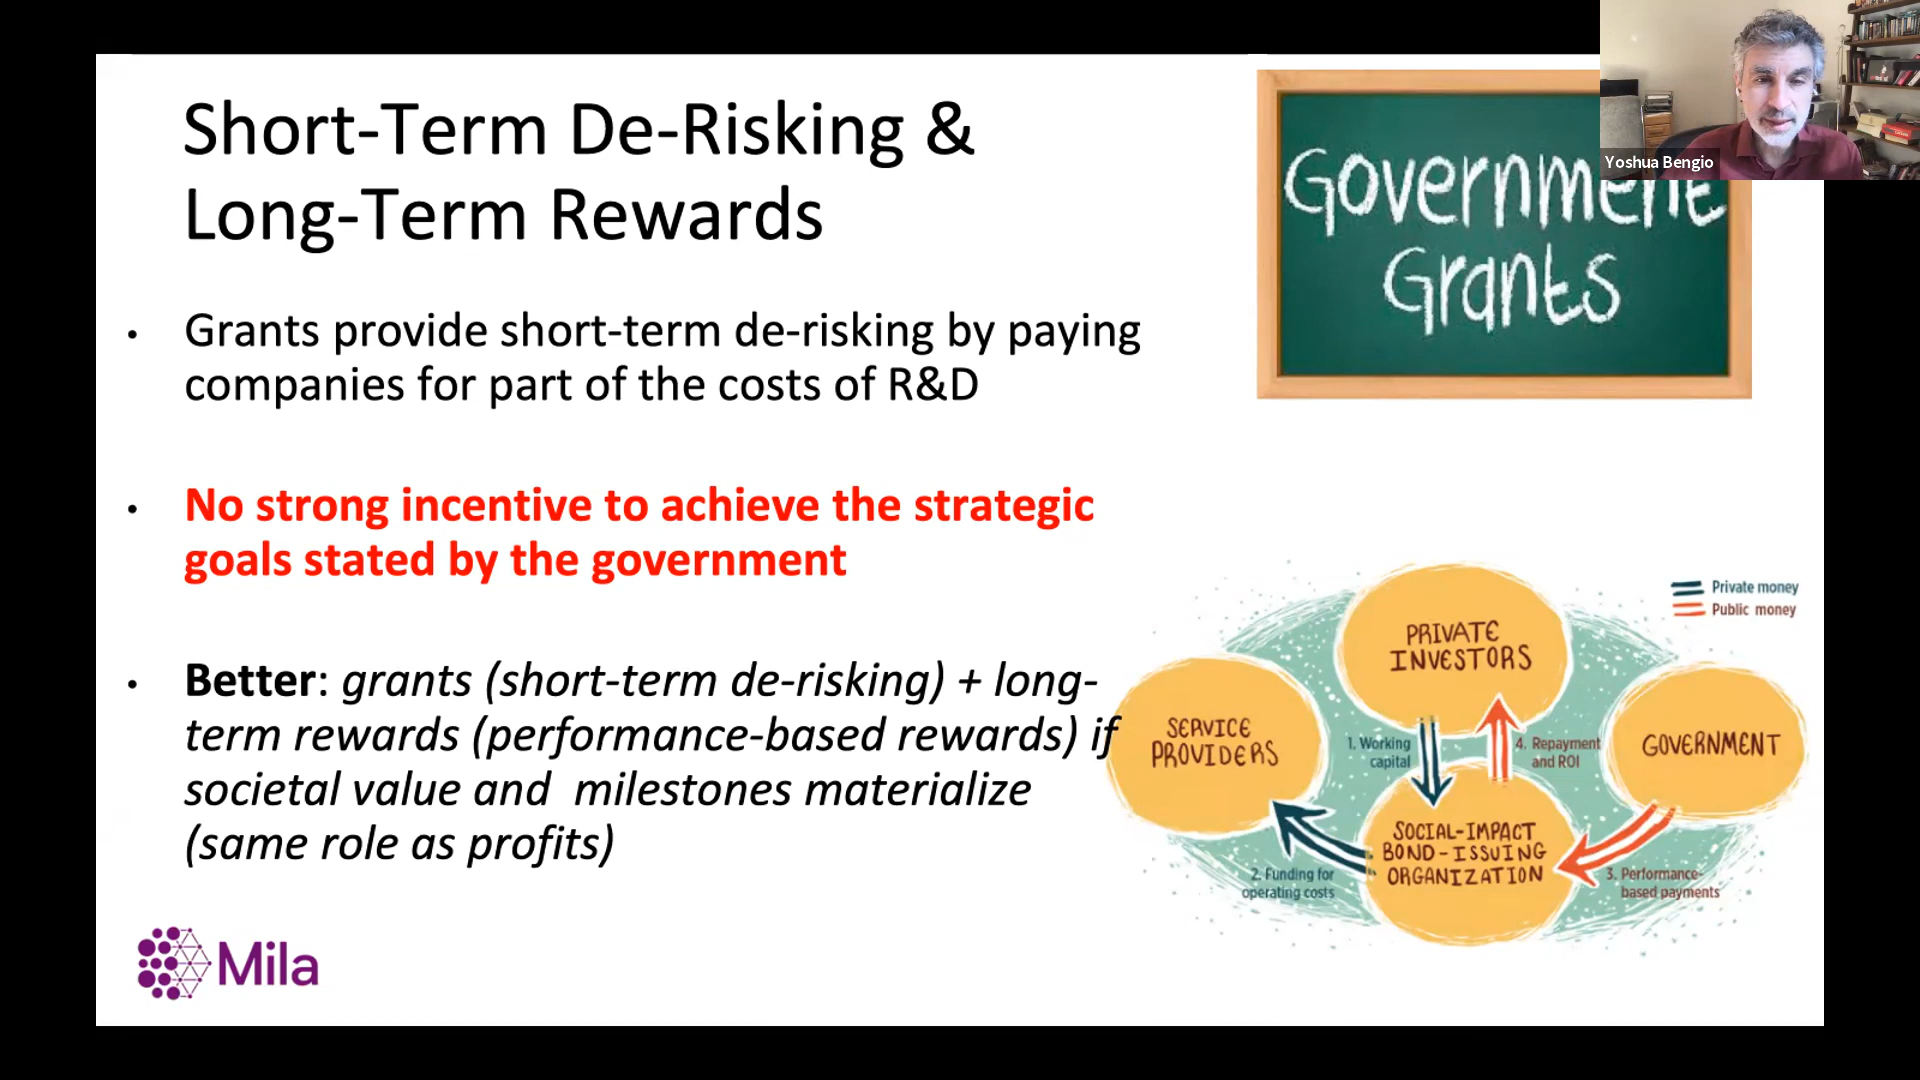 Short-Term De-Risking &
Long-Term Rewards
Government
Grants
Yoshua Bengio
• Grants provide short-term de-risking by paying
companies for part of the costs of R&D
• No strong incentive to achieve the strategic
goals stated by the government
• Better: grants (short-term de-risking) + long-
term rewards (performance-based rewards) if
societal value and  milestones materialize
(same role as profits)
Private money
Public money
PRIVATE
INVESTORS
SERVICE
PROVIDERS
GOVERNMENT
1. Working
capital
4. Repayment
and ROI
SOCIAL-IMPACT
BOND-ISSUING
ORGANIZATION
2. Funding for
operating costs
3. Performance-
based payments
Mila